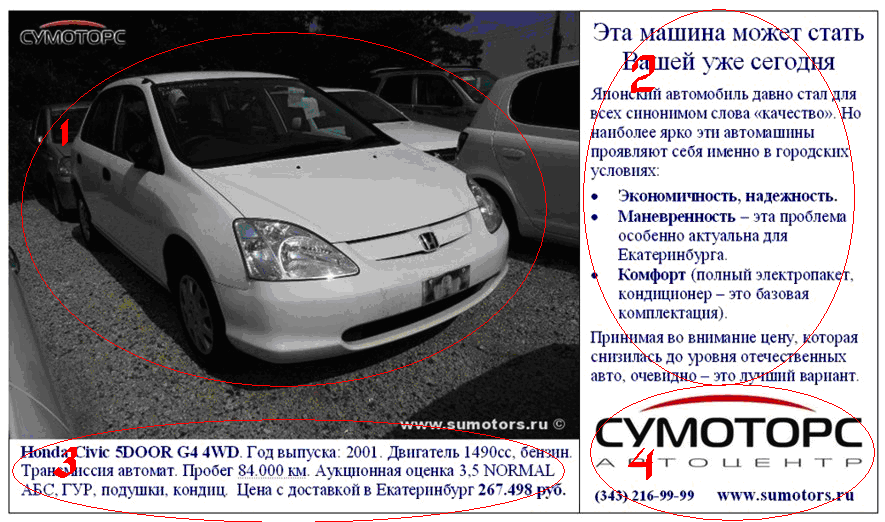 СУМОТОРС
1
www.sumotors.ru ©
Honda Civic 5DOOR G4 4WD. Год выпуска: 2001. Двигатель 1490сс, бензин.
3
Трансмиссия автомат. Пробег 84.000 км. Аукционная оценка 3,5 NORMAL
АБС, ГУР, подушки, кондиц. Цена с доставкой в Екатеринбург 267.498 руб.
Эта машина может стать
Вашей уже сегодня
2
Японский автомобиль давно стал для
всех синонимом слова «качество». Но
наиболее ярко эти автомашины
проявляют себя именно в городских
условиях:
• Экономичность, надежность.
• Маневренность – эта проблема
особенно актуальна для
Екатеринбурга.
• Комфорт (полный электропакет,
кондиционер – это базовая
комплектация).
Принимая во внимание цену, которая
снизилась до уровня отечественных
авто, очевидно – это лучший вариант.
СУМОТОРС
4
АВТОЦЕНТР
(343) 216-99-99 www.sumotors.ru